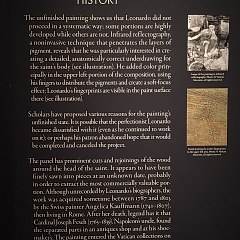 HISTORY
The unfinished painting shows us that Leonardo did not
proceed in a systematic way; some portions are highly
developed while others are not. Infrared reflectography,
a noninvasive technique that penetrates the layers of
pigment, reveals that he was particularly interested in cre-
ating a detailed, anatomically correct underdrawing for
the saint's body (see illustration). He added color prin-
cipally in the upper left portion of the composition, using
his fingers to distribute the pigments and create a soft-focus
effect; Leonardo's fingerprints are visible in the paint surface
there (see illustration).
Scholars have proposed various reasons for the painting's
unfinished state. It is possible that the perfectionist Leonardo
became dissatisfied with it (even as he continued to work
on it); or perhaps his patron abandoned hope that it would
be completed and canceled the project.
The panel has prominent cuts and rejoinings of the wood
around the head of the saint. It appears to have been
finely sawn into pieces at an unknown date, probably
in order to extract the most commercially valuable por-
tion. Although unrecorded by Leonardo's biographers, the
work was acquired sometime between 1787 and 1803
by the Swiss painter Angelica Kauffmann (1741–1807),
then living in Rome. After her death, legend has it that
Cardinal Joseph Fesch (1763–1839), Napoleon's uncle, found
the separated parts in an antiques shop and at his shoe-
maker's. The painting entered the Vatican collections on